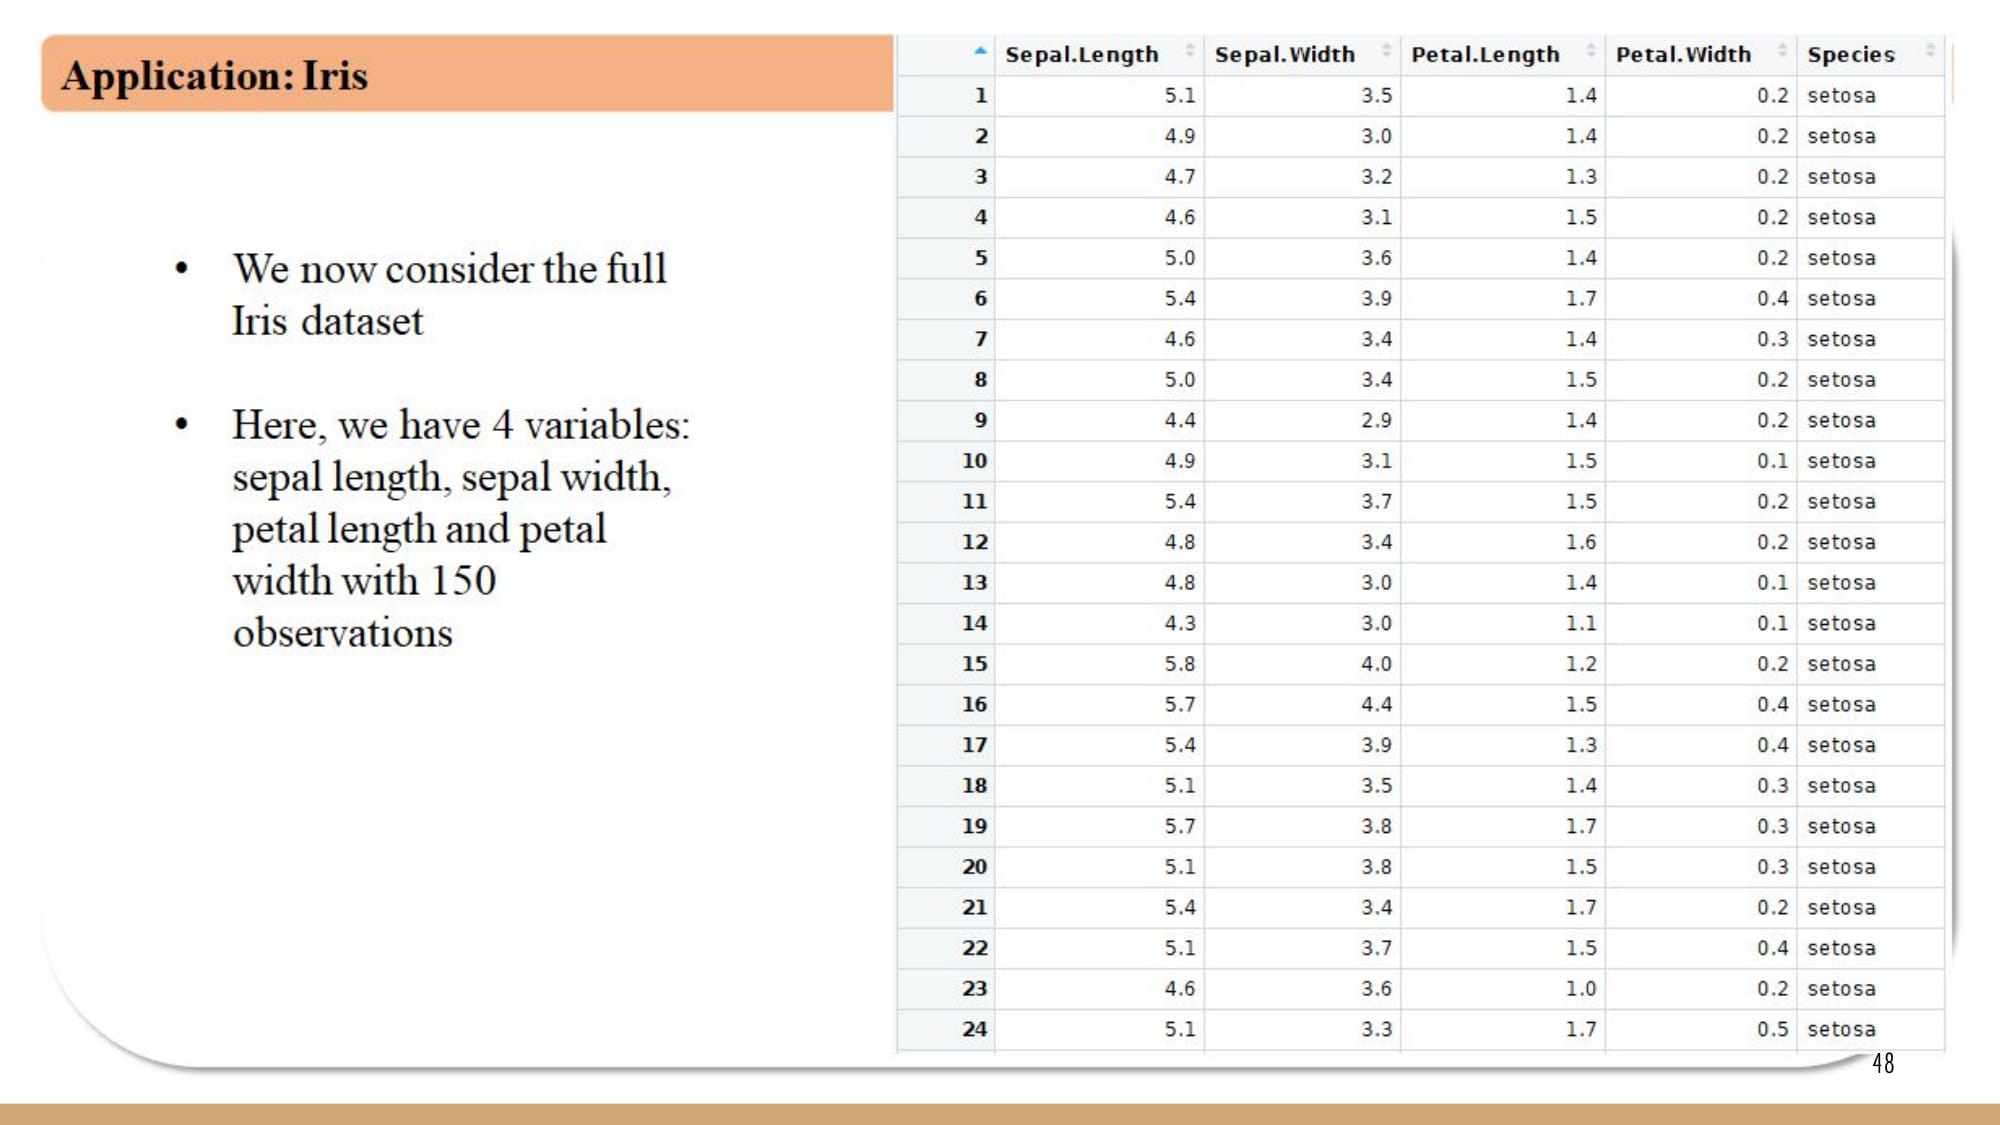 Application: Iris
• We now consider the full
Iris dataset
• Here, we have 4 variables:
sepal length, sepal width,
petal length and petal
width with 150
observations
Sepal.Length Sepal.Width Petal.Length Petal.Width Species
1 5.1 3.5 1.4 0.2 setosa
2 4.9 3.0 1.4 0.2 setosa
3 4.7 3.2 1.3 0.2 setosa
4 4.6 3.1 1.5 0.2 setosa
5 5.0 3.6 1.4 0.2 setosa
6 5.4 3.9 1.7 0.4 setosa
7 4.6 3.4 1.4 0.3 setosa
8 5.0 3.4 1.5 0.2 setosa
9 4.4 2.9 1.4 0.2 setosa
10 4.9 3.1 1.5 0.1 setosa
11 5.4 3.7 1.5 0.2 setosa
12 4.8 3.4 1.6 0.2 setosa
13 4.8 3.0 1.4 0.1 setosa
14 4.3 3.0 1.1 0.1 setosa
15 5.8 4.0 1.2 0.2 setosa
16 5.7 4.4 1.5 0.4 setosa
17 5.4 3.9 1.3 0.4 setosa
18 5.1 3.5 1.4 0.3 setosa
19 5.7 3.8 1.7 0.3 setosa
20 5.1 3.8 1.5 0.3 setosa
21 5.4 3.4 1.7 0.2 setosa
22 5.1 3.7 1.5 0.4 setosa
23 4.6 3.6 1.0 0.2 setosa
24 5.1 3.3 1.7 0.5 setosa
48